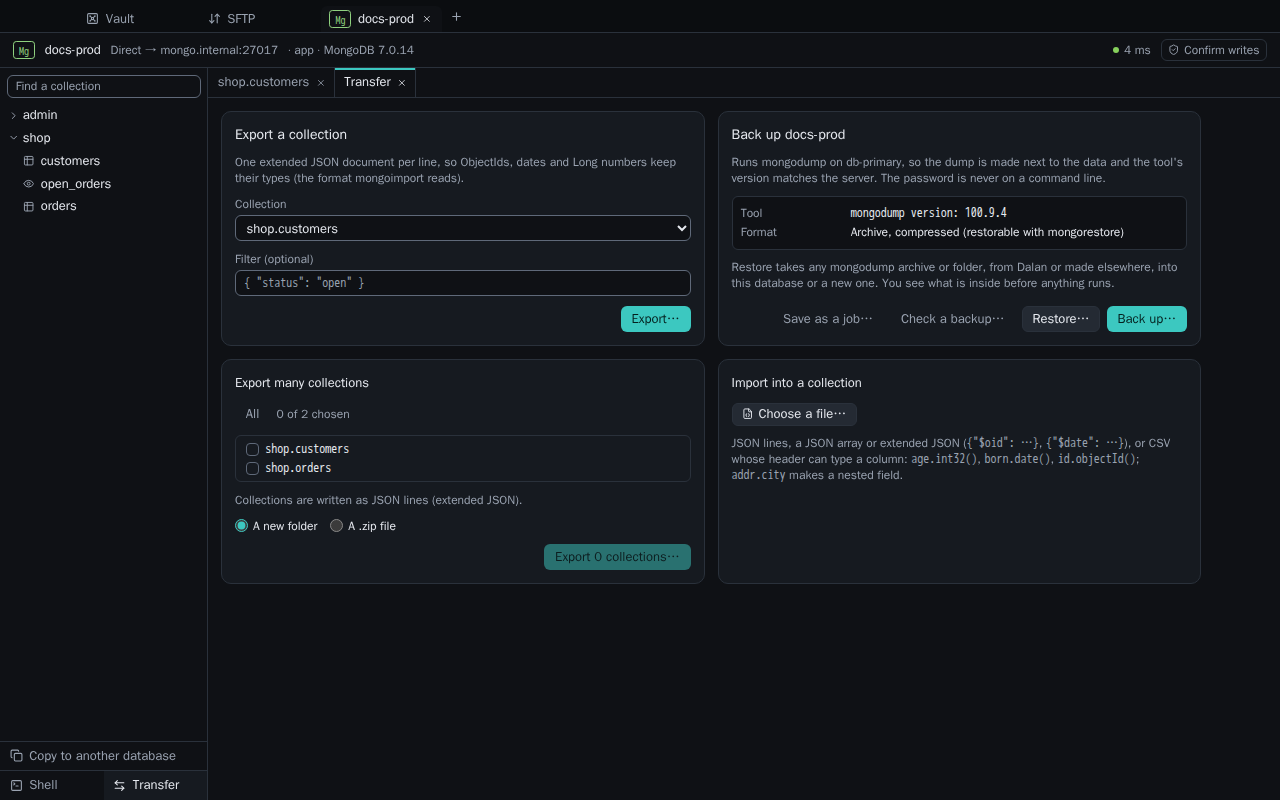 Vault
SFTP
Mg docs-prod × +
Mg docs-prod Direct → mongo.internal:27017 · app · MongoDB 7.0.14
4 ms
Confirm writes
Find a collection
admin
shop
customers
open_orders
orders
Copy to another database
Shell
Transfer
shop.customers ×
Transfer ×
Export a collection
One extended JSON document per line, so ObjectIds, dates and Long numbers keep
their types (the format mongoimport reads).
Collection
shop.customers
Filter (optional)
{ "status": "open" }
Export…
Back up docs-prod
Runs mongodump on db-primary, so the dump is made next to the data and the tool's
version matches the server. The password is never on a command line.
Tool mongodump version: 100.9.4
Format Archive, compressed (restorable with mongorestore)
Restore takes any mongodump archive or folder, from Dalan or made elsewhere, into
this database or a new one. You see what is inside before anything runs.
Save as a job… Check a backup… Restore… Back up…
Export many collections
All 0 of 2 chosen
shop.customers
shop.orders
Collections are written as JSON lines (extended JSON).
A new folder A .zip file
Export 0 collections…
Import into a collection
Choose a file…
JSON lines, a JSON array or extended JSON ({"$oid": …}, {"$date": …}), or CSV
whose header can type a column: age.int32(), born.date(), id.objectId();
addr.city makes a nested field.